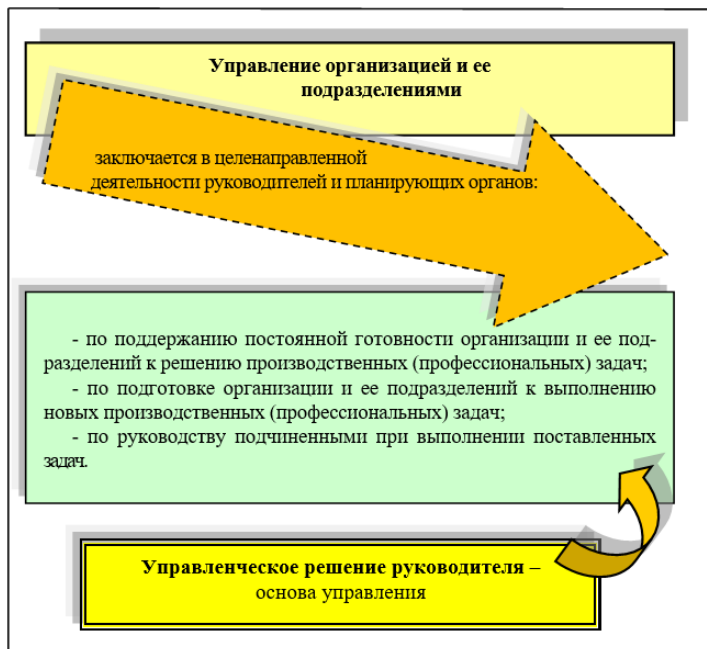 Управление организацией и ее
подразделениями
заключается в целенаправленной
деятельности руководителей и планирующих органов:
- по поддержанию постоянной готовности организации и ее под-
разделений к решению производственных (профессиональных) задач;
- по подготовке организации и ее подразделений к выполнению
новых производственных (профессиональных) задач;
- по руководству подчиненными при выполнении поставленных
задач.
Управленческое решение руководителя –
основа управления